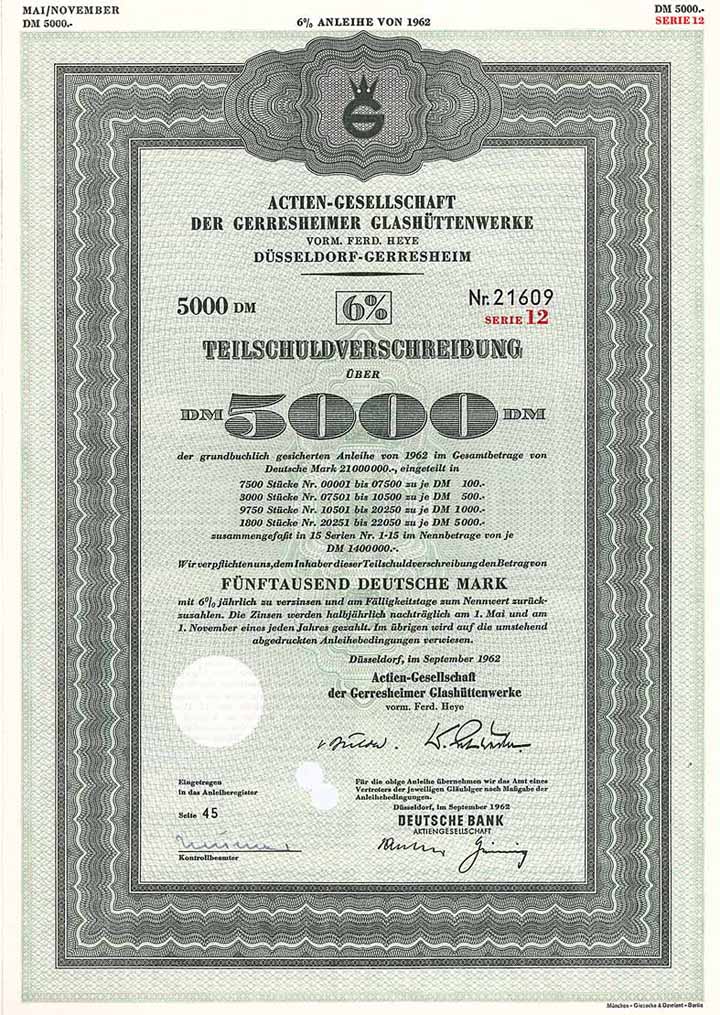 MAI/NOVEMBER
DM 5000.-
6% ANLEIHE VON 1962
DM 5000.-
SERIE 12
G
ACTIEN-GESELLSCHAFT
DER GERRESHEIMER GLASHÜTTENWERKE
VORM. FERD. HEYE
DÜSSELDORF-GERRESHEIM
5000 DM
6%
Nr. 21609
SERIE 12
TEILSCHULDVERSCHREIBUNG
ÜBER
DM 5000 DM
der grundbuchlich gesicherten Anleihe von 1962 im Gesamtbetrage von
Deutsche Mark 21 000 000.-, eingeteilt in
7500 Stücke Nr. 00001 bis 07500 zu je DM 100.-
3000 Stücke Nr. 07501 bis 10500 zu je DM 500.-
9750 Stücke Nr. 10501 bis 20250 zu je DM 1000.-
1800 Stücke Nr. 20251 bis 22050 zu je DM 5000.-
zusammengefaßt in 15 Serien Nr. 1-15 im Nennbetrage von je
DM 1400000.-.
Wir verpflichten uns, dem Inhaber dieser Teilschuldverschreibung den Betrag von
FÜNFTAUSEND DEUTSCHE MARK
mit 6% jährlich zu verzinsen und am Fälligkeitstage zum Nennwert zurück-
zuzahlen. Die Zinsen werden halbjährlich nachträglich am 1. Mai und am
1. November eines jeden Jahres gezahlt. Im übrigen wird auf die umstehend
abgedruckten Anleihebedingungen verwiesen.
Düsseldorf, im September 1962
Actien-Gesellschaft
der Gerresheimer Glashüttenwerke
vorm. Ferd. Heye
Eingetragen
in das Anleiheregister
Seite 45
Kontrollbeamter
Für die obige Anleihe übernehmen wir das Amt eines
Vertreters der jeweiligen Gläubiger nach Maßgabe der
Anleihebedingungen.
Düsseldorf, im September 1962
DEUTSCHE BANK
AKTIENGESELLSCHAFT
München · Giesecke & Devrient · Berlin